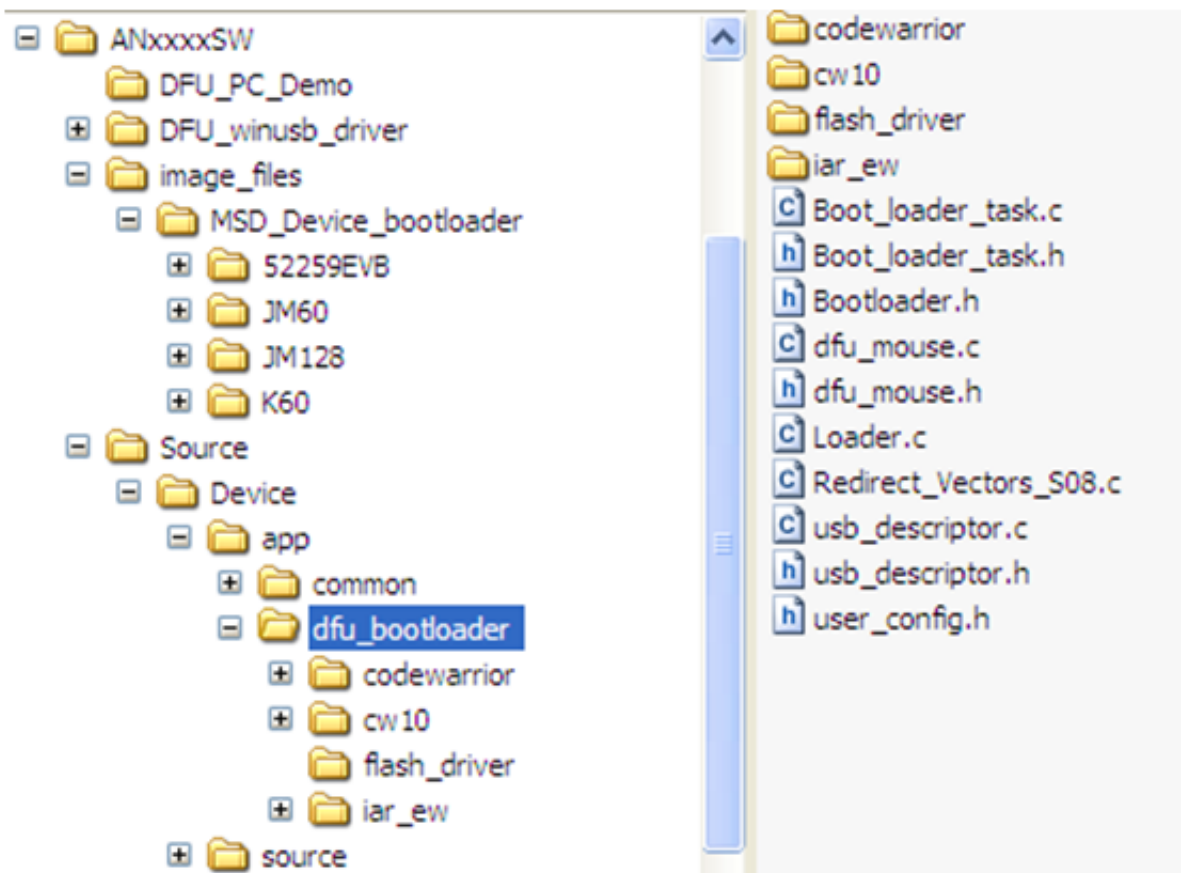 ANxxxxSW
DFU_PC_Demo
DFU_winusb_driver
image_files
MSD_Device_bootloader
52259EVB
JM60
JM128
K60
Source
Device
app
common
dfu_bootloader
codewarrior
cw10
flash_driver
iar_ew
source
codewarrior
cw10
flash_driver
iar_ew
Boot_loader_task.c
Boot_loader_task.h
Bootloader.h
dfu_mouse.c
dfu_mouse.h
Loader.c
Redirect_Vectors_S08.c
usb_descriptor.c
usb_descriptor.h
user_config.h